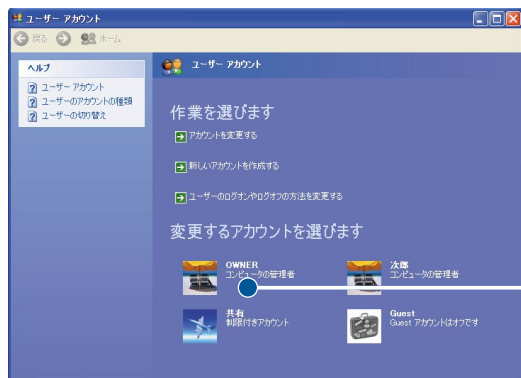 ユーザー アカウント
戻る ホーム
ヘルプ
ユーザー アカウント
ユーザーのアカウントの種類
ユーザーの切り替え
ユーザー アカウント
作業を選びます
アカウントを変更する
新しいアカウントを作成する
ユーザーのログオンやログオフの方法を変更する
変更するアカウントを選びます
OWNER
コンピュータの管理者
次郎
コンピュータの管理者
共有
制限付きアカウント
Guest
Guest アカウントはオフです